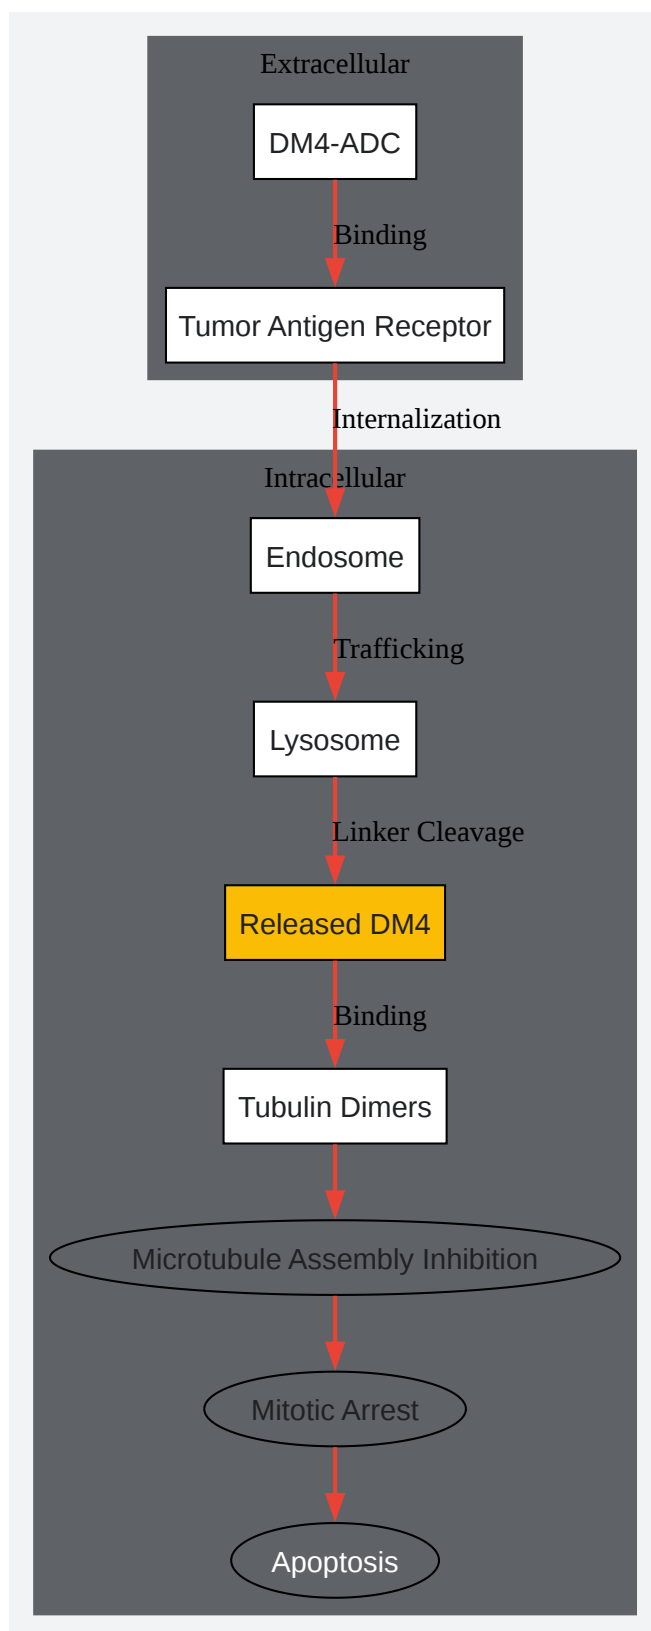 Extracellular
DM4-ADC
Binding
Tumor Antigen Receptor
Internalization
Intracellular
Endosome
Trafficking
Lysosome
Linker Cleavage
Released DM4
Binding
Tubulin Dimers
Microtubule Assembly Inhibition
Mitotic Arrest
Apoptosis